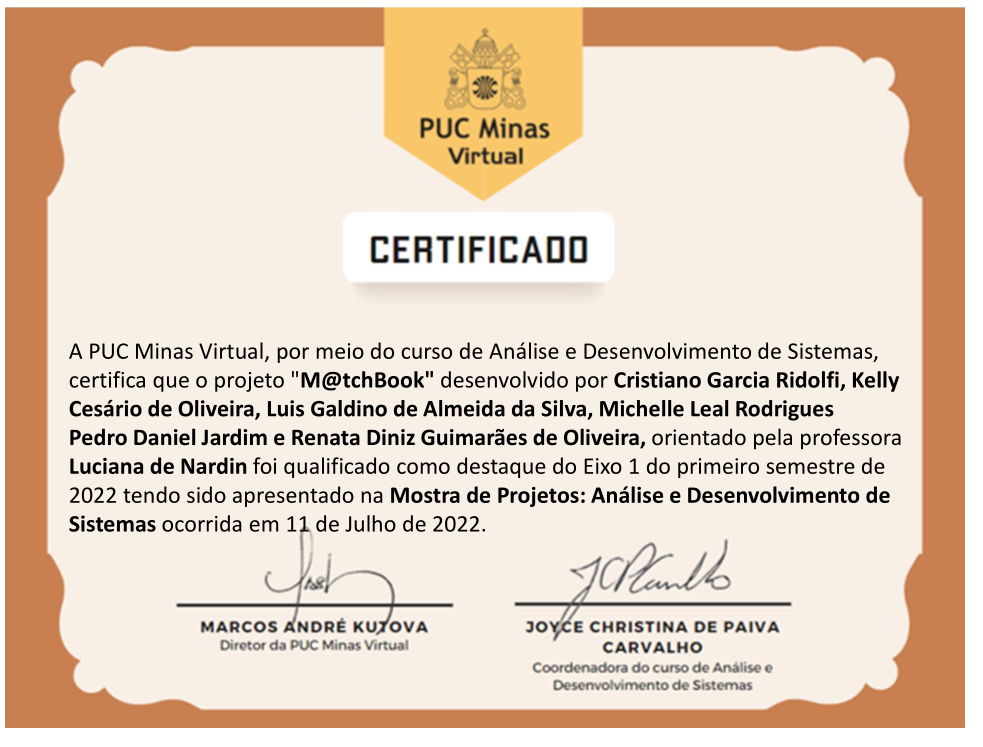 PUC Minas
Virtual
CERTIFICADO
A PUC Minas Virtual, por meio do curso de Análise e Desenvolvimento de Sistemas,
certifica que o projeto "M@tchBook" desenvolvido por Cristiano Garcia Ridolfi, Kelly
Cesário de Oliveira, Luis Galdino de Almeida da Silva, Michelle Leal Rodrigues
Pedro Daniel Jardim e Renata Diniz Guimarães de Oliveira, orientado pela professora
Luciana de Nardin foi qualificado como destaque do Eixo 1 do primeiro semestre de
2022 tendo sido apresentado na Mostra de Projetos: Análise e Desenvolvimento de
Sistemas ocorrida em 11 de Julho de 2022.
MARCOS ANDRÉ KUTOVA
Diretor da PUC Minas Virtual
JOYCE CHRISTINA DE PAIVA
CARVALHO
Coordenadora do curso de Análise e
Desenvolvimento de Sistemas